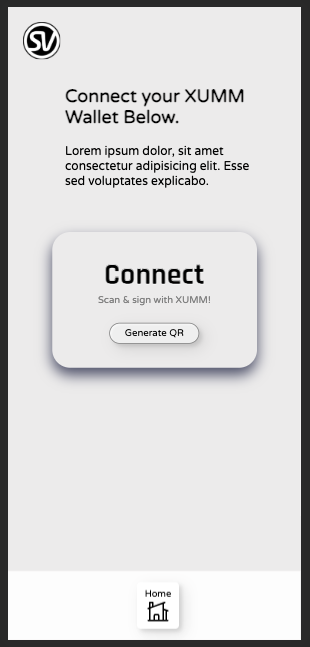 SV
Connect your XUMM
Wallet Below.
Lorem ipsum dolor, sit amet
consectetur adipisicing elit. Esse
sed voluptates explicabo.
Connect
Scan & sign with XUMM!
Generate QR
Home